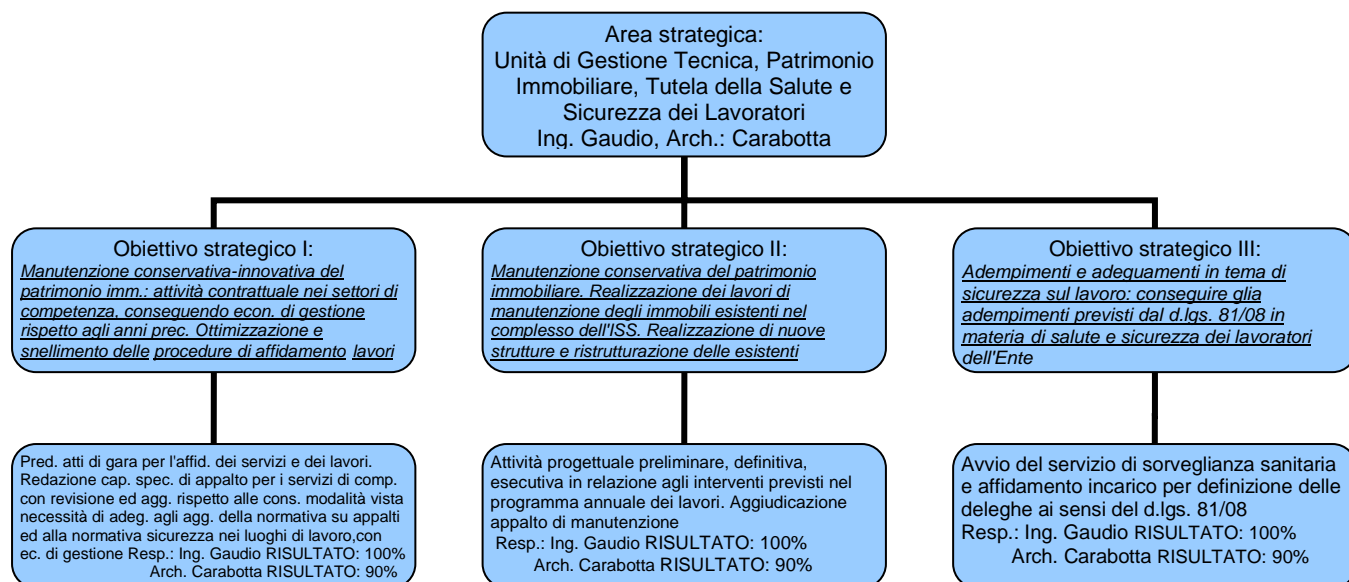 Area strategica:
Unità di Gestione Tecnica, Patrimonio
Immobiliare, Tutela della Salute e
Sicurezza dei Lavoratori
Ing. Gaudio, Arch.: Carabotta
Obiettivo strategico I:
Manutenzione conservativa-innovativa del
patrimonio imm.: attività contrattuale nei settori di
competenza, conseguendo econ. di gestione
rispetto agli anni prec. Ottimizzazione e
snellimento delle procedure di affidamento lavori
Obiettivo strategico II:
Manutenzione conservativa del patrimonio
immobiliare. Realizzazione dei lavori di
manutenzione degli immobili esistenti nel
complesso dell'ISS. Realizzazione di nuove
strutture e ristrutturazione delle esistenti
Obiettivo strategico III:
Adempimenti e adeguamenti in tema di
sicurezza sul lavoro: conseguire glia
adempimenti previsti dal d.lgs. 81/08 in
materia di salute e sicurezza dei lavoratori
dell'Ente
Pred. atti di gara per l'affid. dei servizi e dei lavori.
Redazione cap. spec. di appalto per i servizi di comp.
con revisione ed agg. rispetto alle cons. modalità vista
necessità di adeg. agli agg. della normativa su appalti
ed alla normativa sicurezza nei luoghi di lavoro,con
ec. di gestione Resp.: Ing. Gaudio RISULTATO: 100%
Arch. Carabotta RISULTATO: 90%
Attività progettuale preliminare, definitiva,
esecutiva in relazione agli interventi previsti nel
programma annuale dei lavori. Aggiudicazione
appalto di manutenzione
Resp.: Ing. Gaudio RISULTATO: 100%
Arch. Carabotta RISULTATO: 90%
Avvio del servizio di sorveglianza sanitaria
e affidamento incarico per definizione delle
deleghe ai sensi del d.lgs. 81/08
Resp.: Ing. Gaudio RISULTATO: 100%
Arch. Carabotta RISULTATO: 90%